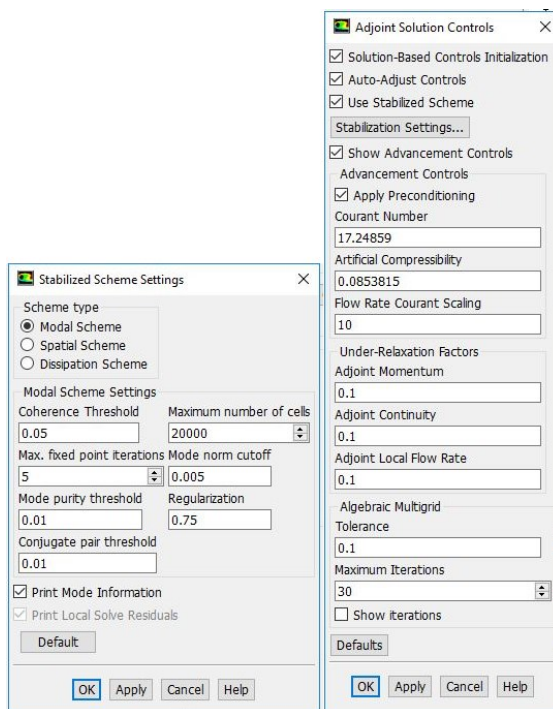 Stabilized Scheme Settings
Scheme type
Modal Scheme
Spatial Scheme
Dissipation Scheme
Modal Scheme Settings
Coherence Threshold Maximum number of cells
0.05 20000
Max. fixed point iterations Mode norm cutoff
5 0.005
Mode purity threshold Regularization
0.01 0.75
Conjugate pair threshold
0.01
Print Mode Information
Print Local Solve Residuals
Default
OK Apply Cancel Help
Adjoint Solution Controls
Solution-Based Controls Initialization
Auto-Adjust Controls
Use Stabilized Scheme
Stabilization Settings...
Show Advancement Controls
Advancement Controls
Apply Preconditioning
Courant Number
17.24859
Artificial Compressibility
0.0853815
Flow Rate Courant Scaling
10
Under-Relaxation Factors
Adjoint Momentum
0.1
Adjoint Continuity
0.1
Adjoint Local Flow Rate
0.1
Algebraic Multigrid
Tolerance
0.1
Maximum Iterations
30
Show iterations
Defaults
OK Apply Cancel Help